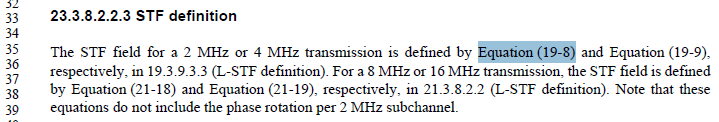 32
33 23.3.8.2.2.3 STF definition
34
35 The STF field for a 2 MHz or 4 MHz transmission is defined by Equation (19-8) and Equation (19-9),
36 respectively, in 19.3.9.3.3 (L-STF definition). For a 8 MHz or 16 MHz transmission, the STF field is defined
37
38 by Equation (21-18) and Equation (21-19), respectively, in 21.3.8.2.2 (L-STF definition). Note that these
39 equations do not include the phase rotation per 2 MHz subchannel.